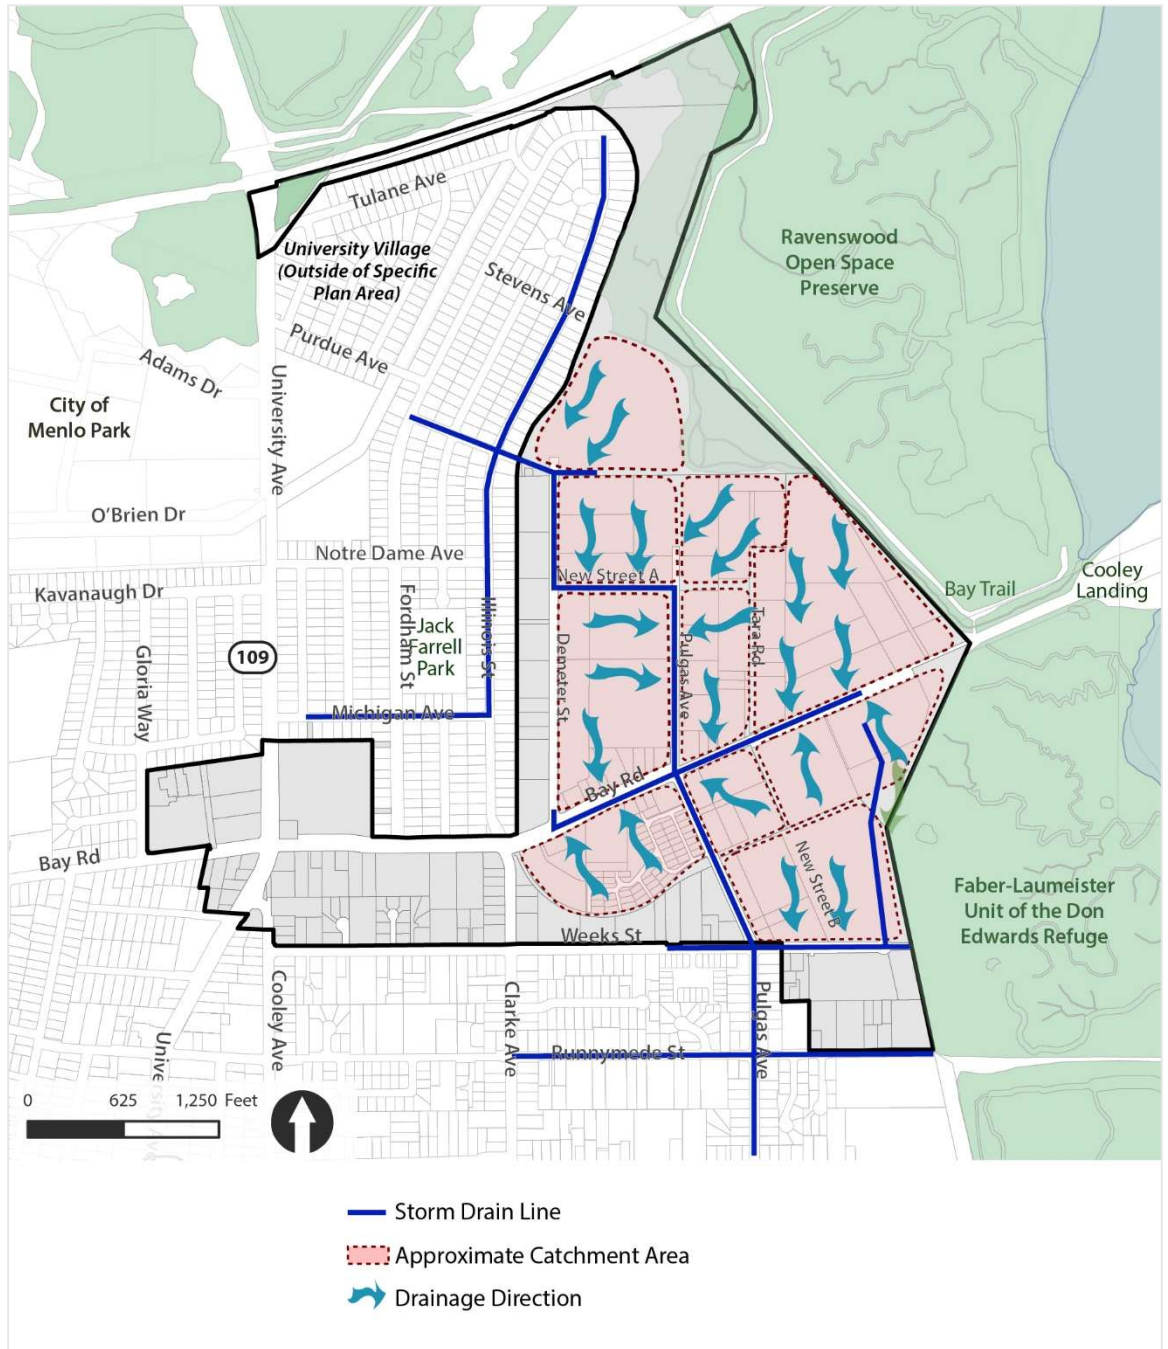 Tulane Ave
University Village
(Outside of Specific
Plan Area)
Stevens Ave
Purdue Ave
Ravenswood
Open Space
Preserve
Adams Dr
City of
Menlo Park
University Ave
O'Brien Dr
Notre Dame Ave
Kavanaugh Dr
Fordham St
Jack
Farrell
Park
Illinois St
New Street A
Demeter St
Pulgas Ave
Tara Rd
Bay Trail
Cooley
Landing
109
Gloria Way
Michigan Ave
Bay Rd
Bay Rd
New Street B
Faber-Laumeister
Unit of the Don
Edwards Refuge
Weeks St
Cooley Ave
Clarke Ave
Pulgas Ave
Runnymede St
University Ave
0 625 1,250 Feet
Storm Drain Line
Approximate Catchment Area
Drainage Direction